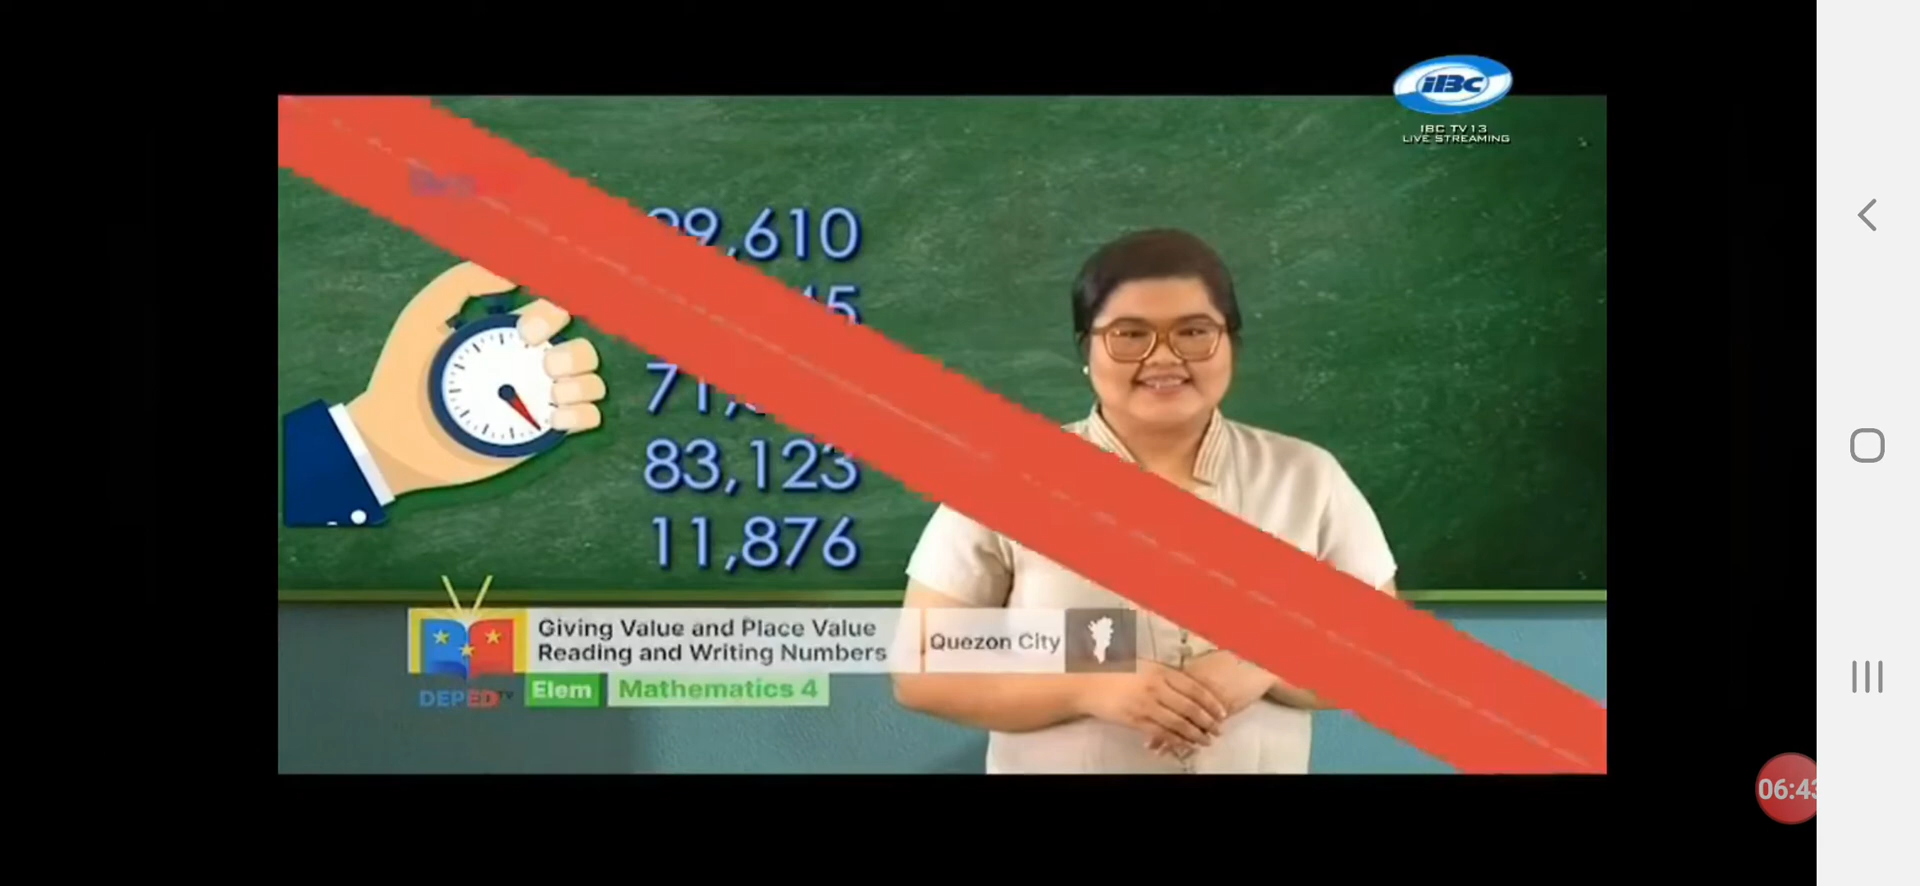 iBC
IBC TV 13
LIVE STREAMING
,610
83,123
11,876
Giving Value and Place Value
Reading and Writing Numbers
Quezon City
DEPED TV
Elem
Mathematics 4
06:43